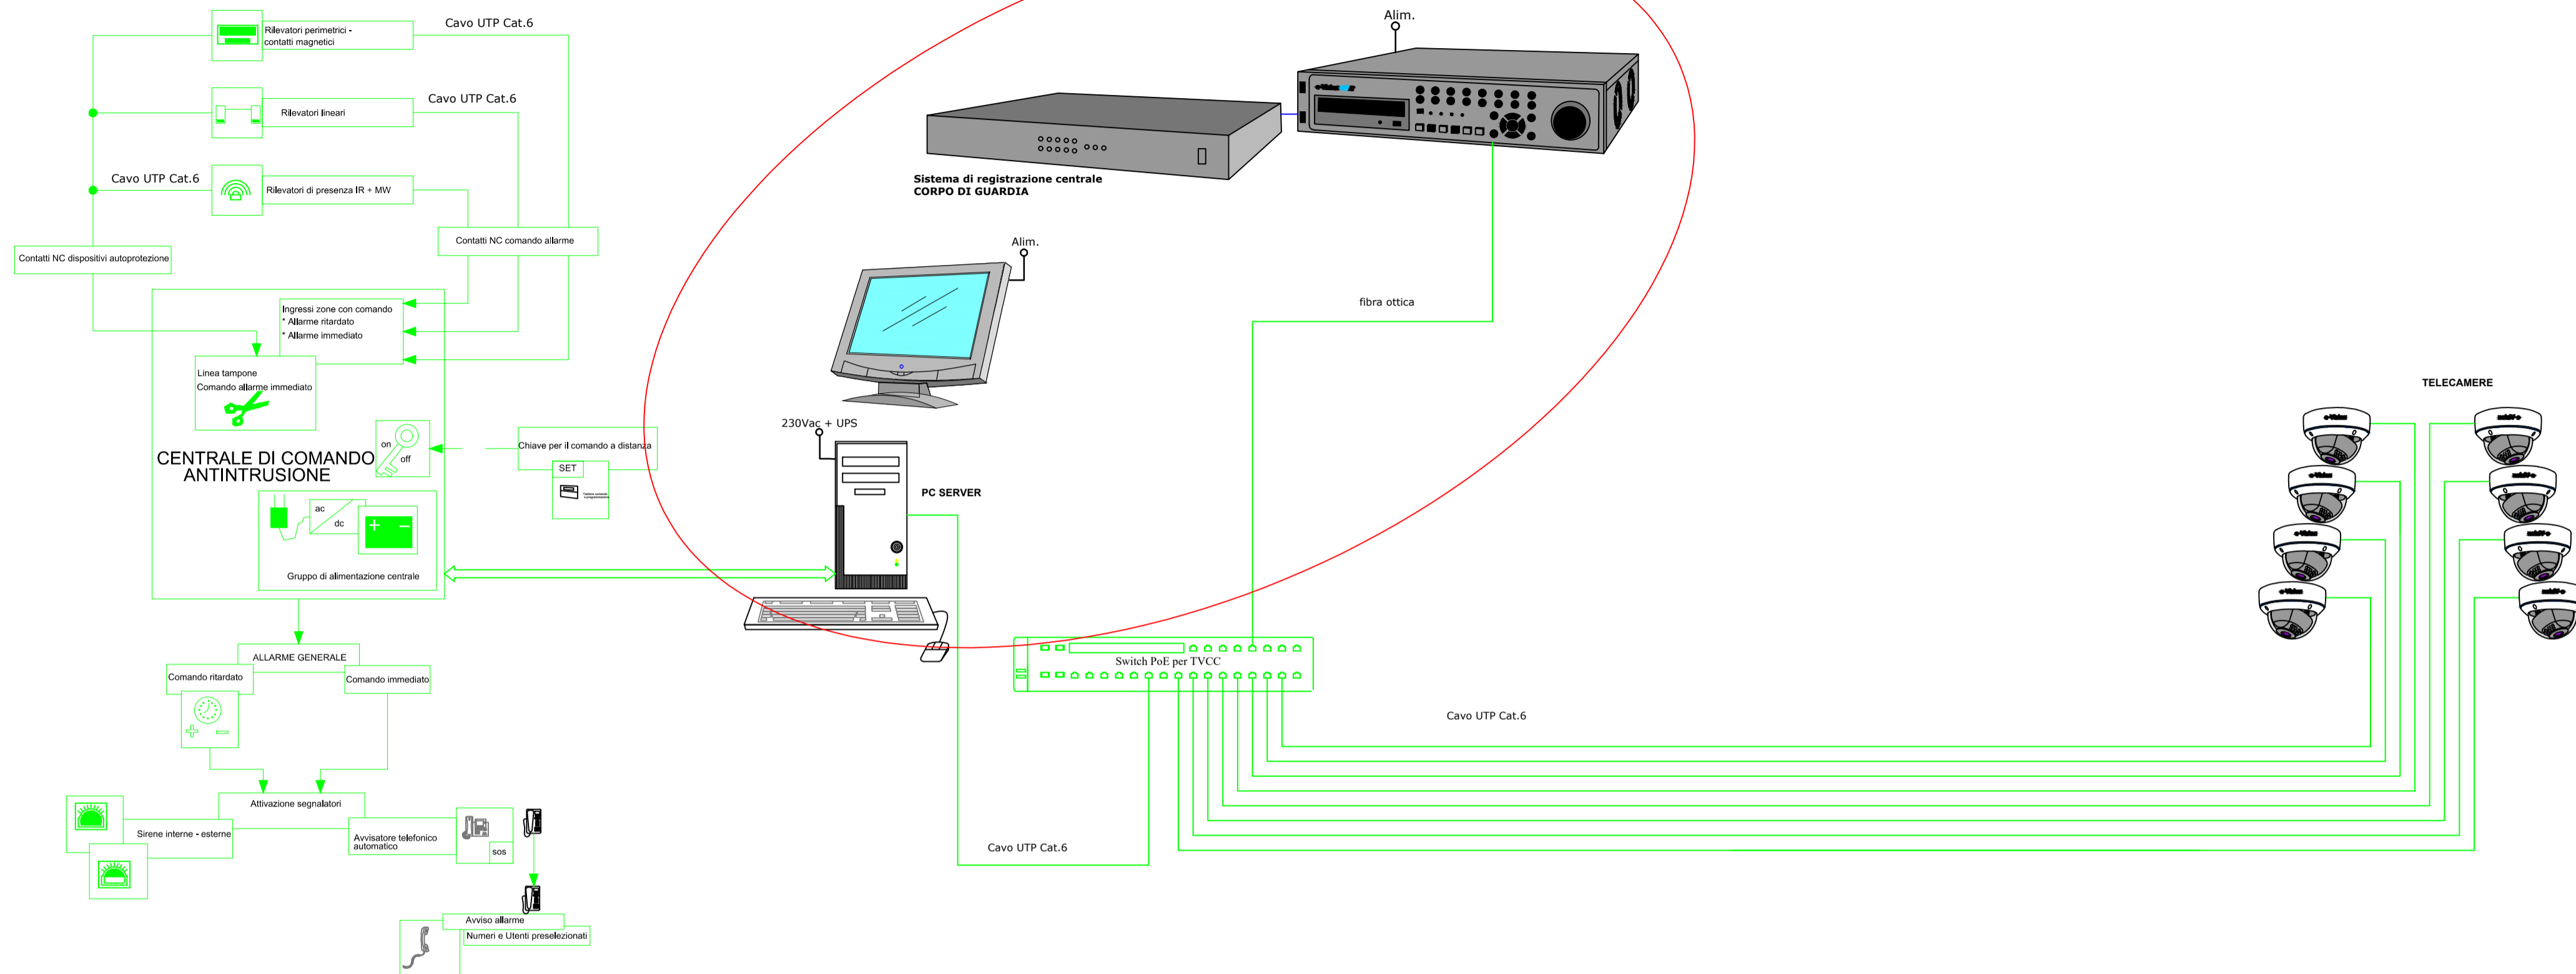 Cavo UTP Cat.6
Rilevatori perimetrici -
contatti magnetici
Cavo UTP Cat.6
Rilevatori lineari
Cavo UTP Cat.6
Rilevatori di presenza IR + MW
Contatti NC comando allarme
Contatti NC dispositivi autoprotezione
Ingressi zone con comando
* Allarme ritardato
* Allarme immediato
Linea tampone
Comando allarme immediato
CENTRALE DI COMANDO
ANTINTRUSIONE
on
off
Chiave per il comando a distanza
SET
ac
dc
+ -
Gruppo di alimentazione centrale
ALLARME GENERALE
Comando ritardato
Comando immediato
+ -
Attivazione segnalatori
Sirene interne - esterne
Avvisatore telefonico
automatico
sos
Avviso allarme
Numeri e Utenti preselezionati
Alim.
Sistema di registrazione centrale
CORPO DI GUARDIA
Alim.
fibra ottica
230Vac + UPS
PC SERVER
Switch PoE per TVCC
Cavo UTP Cat.6
Cavo UTP Cat.6
TELECAMERE